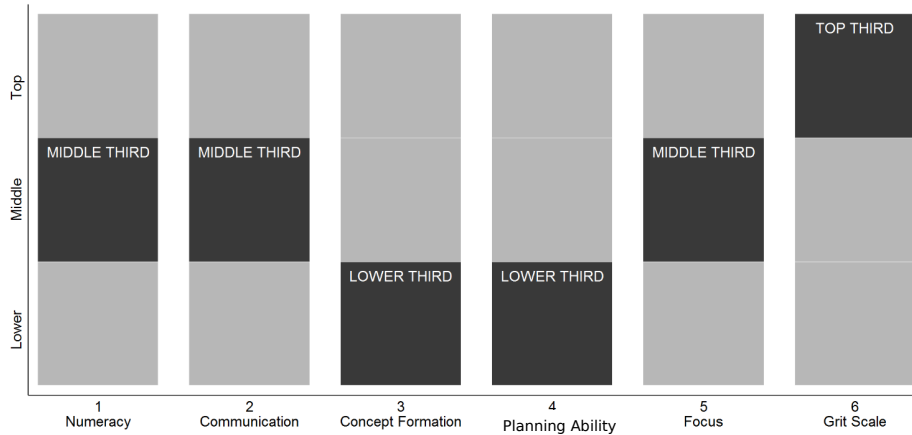 Top
Middle
Lower
MIDDLE THIRD
MIDDLE THIRD
LOWER THIRD
LOWER THIRD
MIDDLE THIRD
TOP THIRD
1
Numeracy
2
Communication
3
Concept Formation
4
Planning Ability
5
Focus
6
Grit Scale